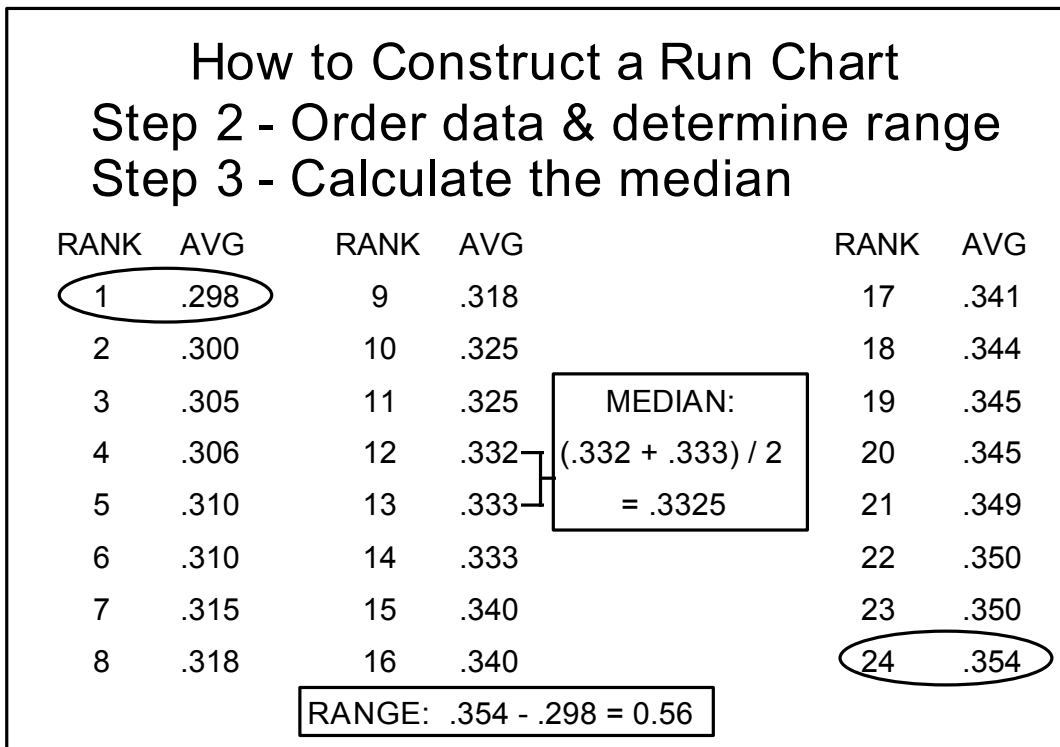 How to Construct a Run Chart
Step 2 - Order data & determine range
Step 3 - Calculate the median
RANK AVG RANK AVG RANK AVG
1 .298 9 .318 17 .341
2 .300 10 .325 18 .344
3 .305 11 .325 MEDIAN: 19 .345
4 .306 12 .332 (.332 + .333) / 2 20 .345
5 .310 13 .333 = .3325 21 .349
6 .310 14 .333 22 .350
7 .315 15 .340 23 .350
8 .318 16 .340 24 .354
RANGE: .354 - .298 = 0.56